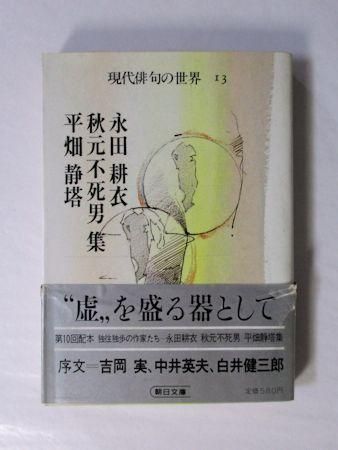 現代俳句の世界 13
永田 耕衣
秋元不死男 集
平畑 静塔
“虚„を盛る器として
第10回配本 独往独歩の作家たち 永田耕衣 秋元不死男 平畑静塔集
序文=吉岡 実、中井英夫、白井健三郎
朝日文庫
定価580円